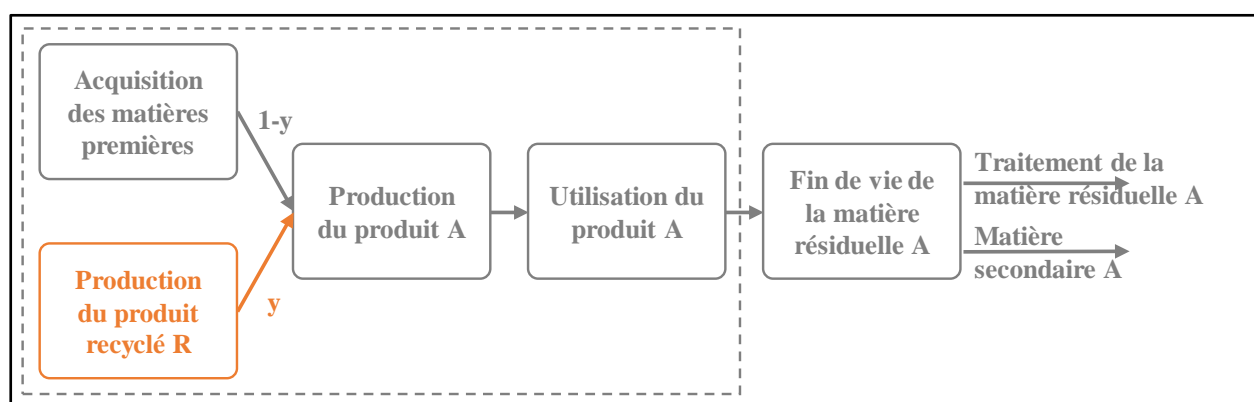 Acquisition
des matières
premières
1-y
Production
du produit A
Utilisation du
produit A
Fin de vie de
la matière
résiduelle A
Traitement de la
matière résiduelle A
Matière
secondaire A
Production
du produit
recyclé R
y